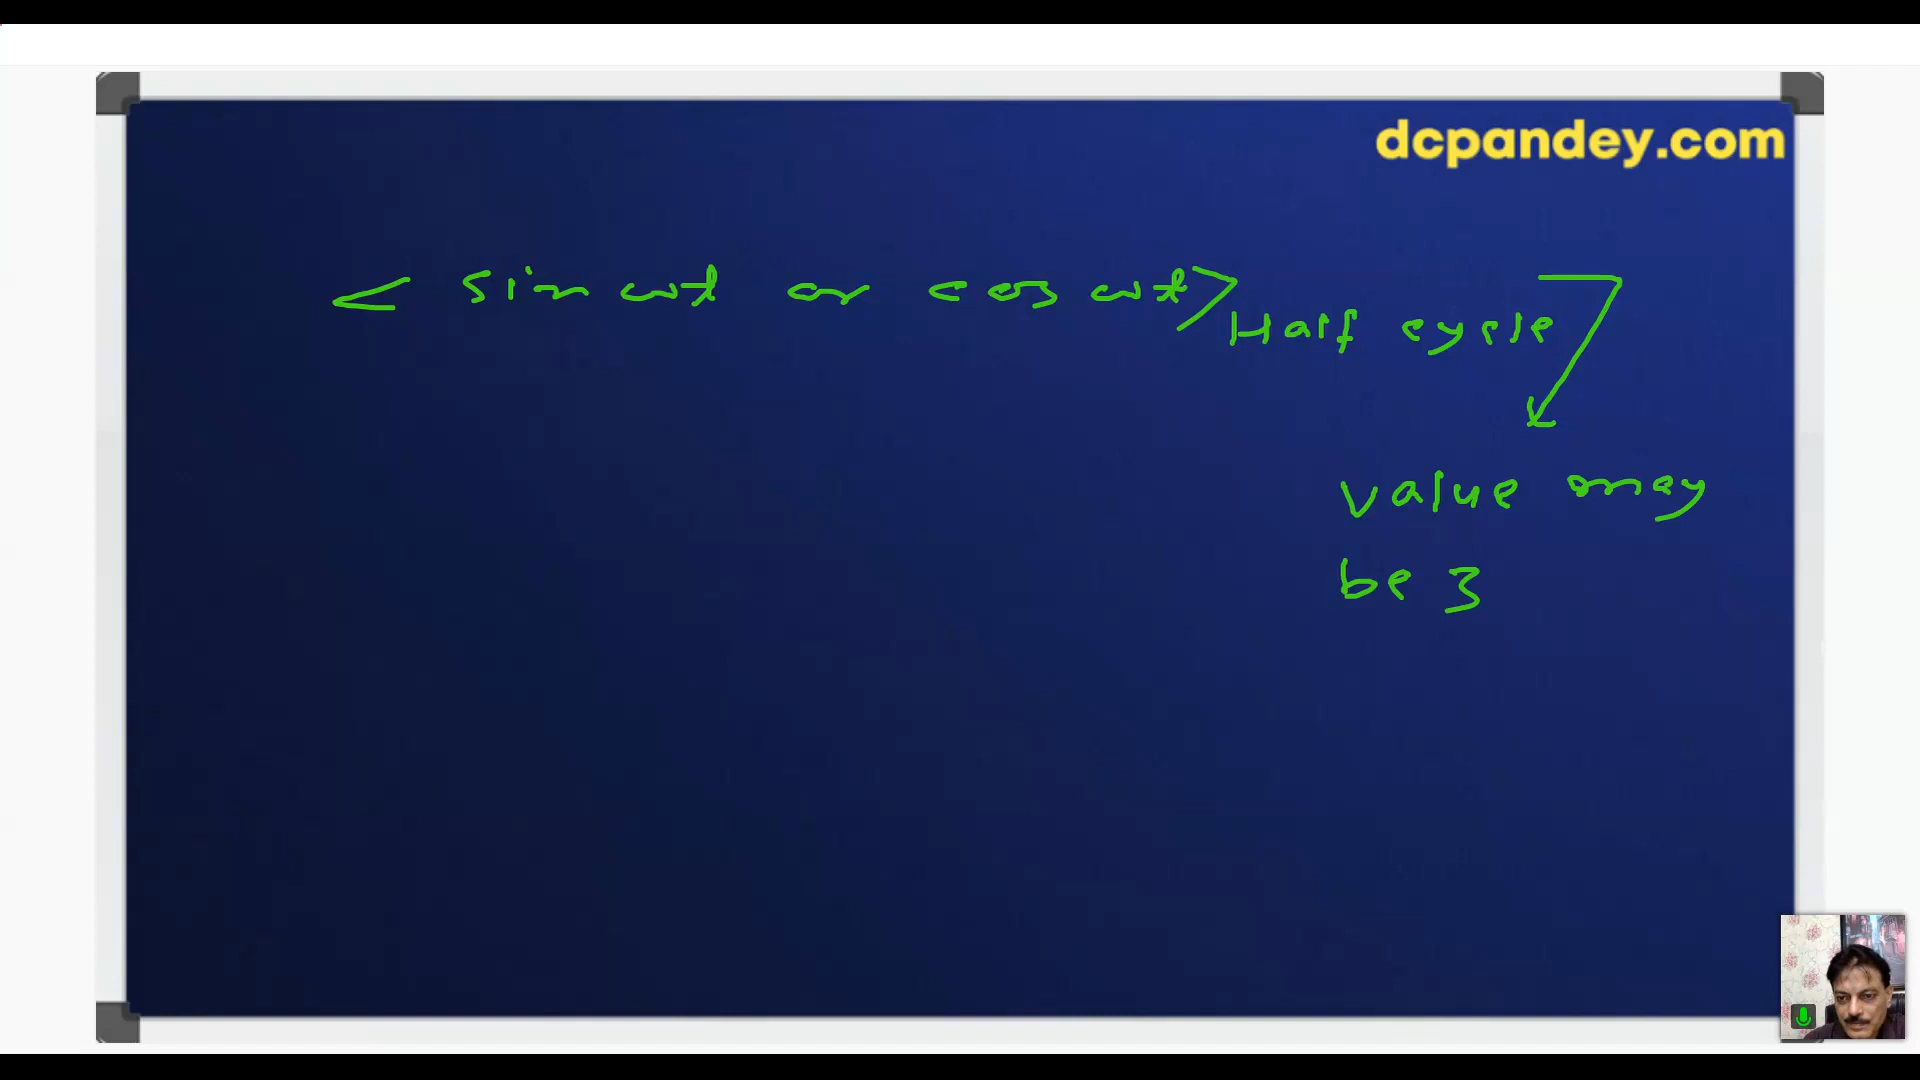 dcpandey.com
< sin ωt or cos ωt > Half cycle
value may
be 3